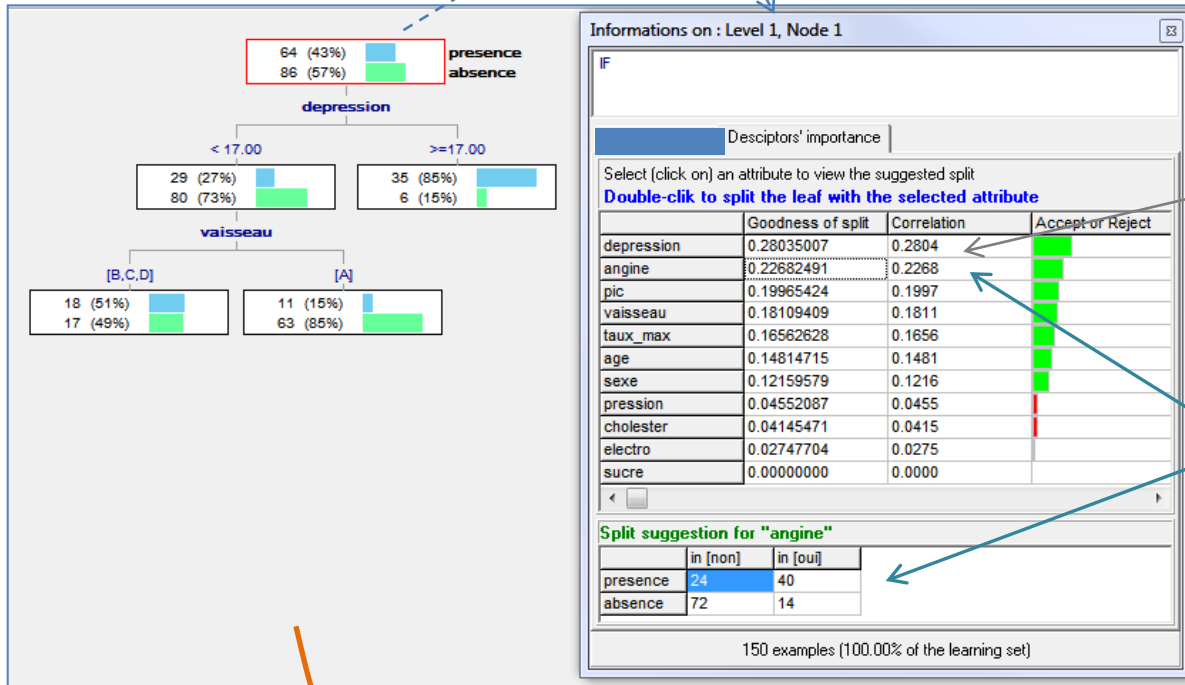 64 (43%) presence
86 (57%) absence
depression
< 17.00 >=17.00
29 (27%) 35 (85%)
80 (73%) 6 (15%)
vaisseau
[B,C,D] [A]
18 (51%) 11 (15%)
17 (49%) 63 (85%)
Informations on : Level 1, Node 1
IF
Desciptors' importance
Select (click on) an attribute to view the suggested split
Double-clik to split the leaf with the selected attribute
Goodness of split Correlation Accept or Reject
depression 0.28035007 0.2804
angine 0.22682491 0.2268
pic 0.19965424 0.1997
vaisseau 0.18109409 0.1811
taux_max 0.16562628 0.1656
age 0.14814715 0.1481
sexe 0.12159579 0.1216
pression 0.04552087 0.0455
cholester 0.04145471 0.0415
electro 0.02747704 0.0275
sucre 0.00000000 0.0000
Split suggestion for "angine"
in [non] in [oui]
presence 24 40
absence 72 14
150 examples (100.00% of the learning set)